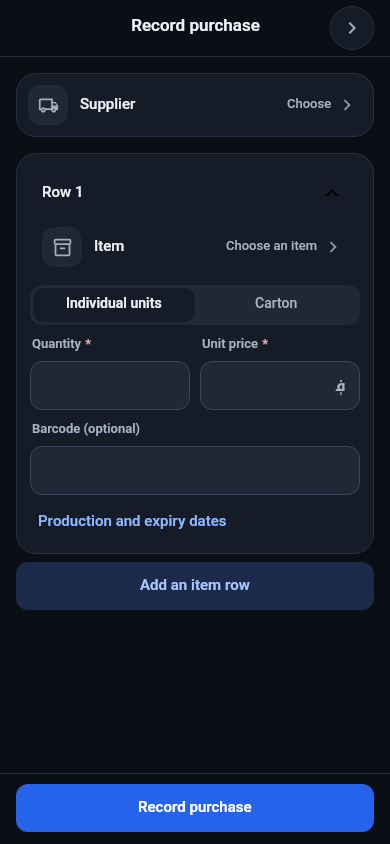 Record purchase
Supplier
Choose
Row 1
Item
Choose an item
Individual units
Carton
Quantity *
Unit price *
Barcode (optional)
Production and expiry dates
Add an item row
Record purchase